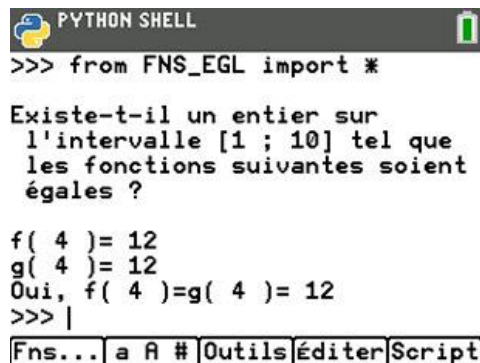 PYTHON SHELL
>>> from FNS_EGL import *
Existe-t-il un entier sur
l'intervalle [1 ; 10] tel que
les fonctions suivantes soient
égales ?
f( 4 )= 12
g( 4 )= 12
Oui, f( 4 )=g( 4 )= 12
>>> |
Fns… a A # Outils Éditer Script